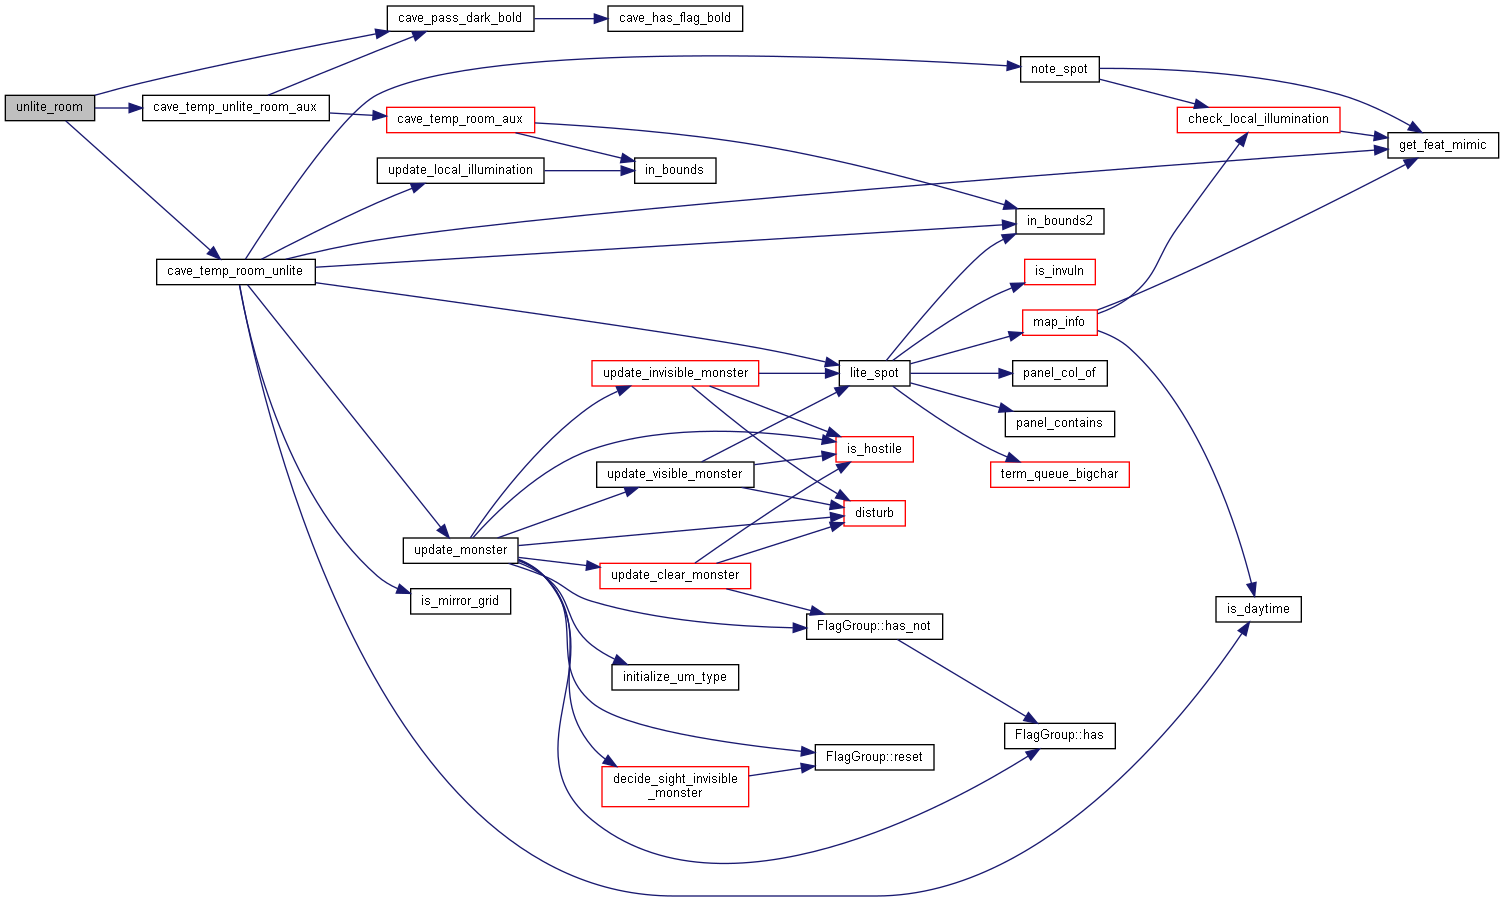 cave_pass_dark_bold
cave_has_flag_bold
note_spot
unlite_room
cave_temp_unlite_room_aux
cave_temp_room_aux
check_local_illumination
get_feat_mimic
update_local_illumination
in_bounds
in_bounds2
cave_temp_room_unlite
is_invuln
map_info
update_invisible_monster
lite_spot
panel_col_of
panel_contains
is_hostile
update_visible_monster
term_queue_bigchar
disturb
update_monster
update_clear_monster
is_mirror_grid
is_daytime
FlagGroup::has_not
initialize_um_type
FlagGroup::has
FlagGroup::reset
decide_sight_invisible
_monster